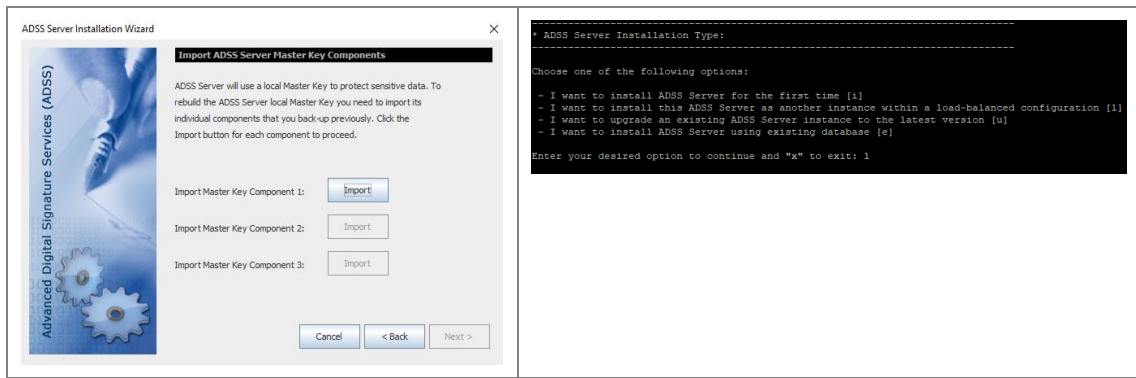 ADSS Server Installation Wizard
Advanced Digital Signature Services (ADSS)
Import ADSS Server Master Key Components
ADSS Server will use a local Master Key to protect sensitive data. To
rebuild the ADSS Server local Master Key you need to import its
individual components that you back-up previously. Click the
Import button for each component to proceed.
Import Master Key Component 1: Import
Import Master Key Component 2: Import
Import Master Key Component 3: Import
Cancel < Back Next >
* ADSS Server Installation Type:
Choose one of the following options:
- I want to install ADSS Server for the first time [i]
- I want to install this ADSS Server as another instance within a load-balanced configuration [l]
- I want to upgrade an existing ADSS Server instance to the latest version [u]
- I want to install ADSS Server using existing database [e]
Enter your desired option to continue and "x" to exit: l